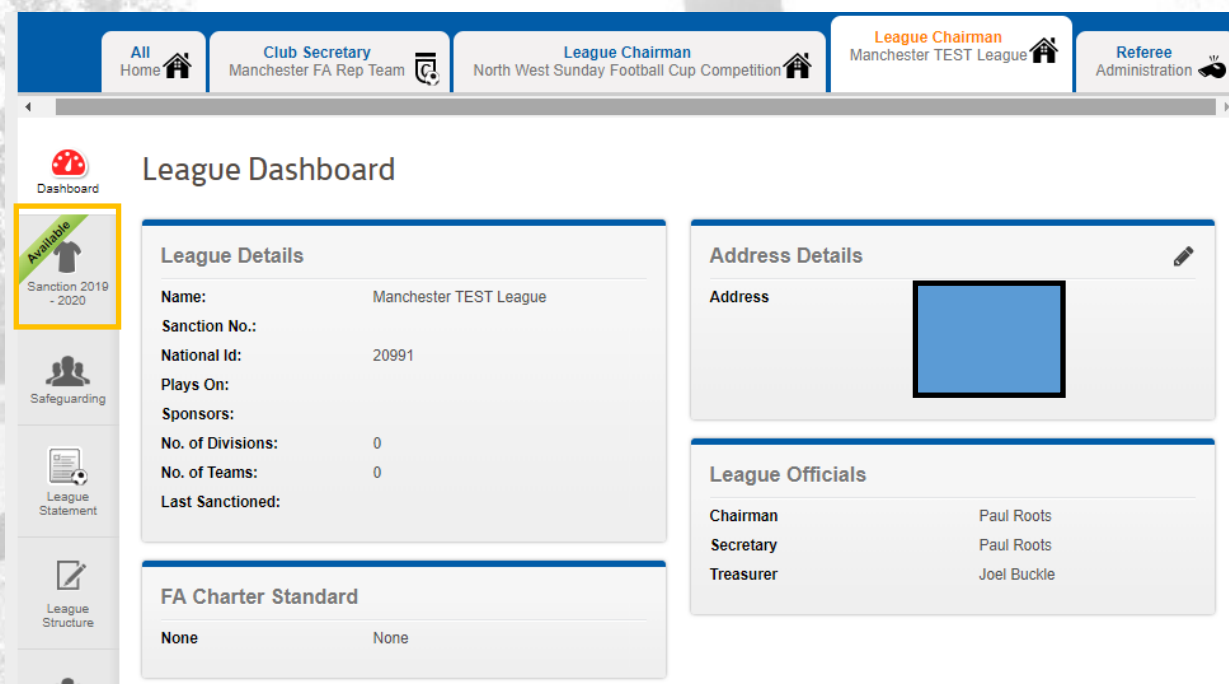 All
Home
Club Secretary
Manchester FA Rep Team
League Chairman
North West Sunday Football Cup Competition
League Chairman
Manchester TEST League
Referee
Administration
Dashboard
Available
Sanction 2019
- 2020
Safeguarding
League
Statement
League
Structure
League Dashboard
League Details
Name: Manchester TEST League
Sanction No.:
National Id: 20991
Plays On:
Sponsors:
No. of Divisions: 0
No. of Teams: 0
Last Sanctioned:
FA Charter Standard
None None
Address Details
Address
League Officials
Chairman Paul Roots
Secretary Paul Roots
Treasurer Joel Buckle